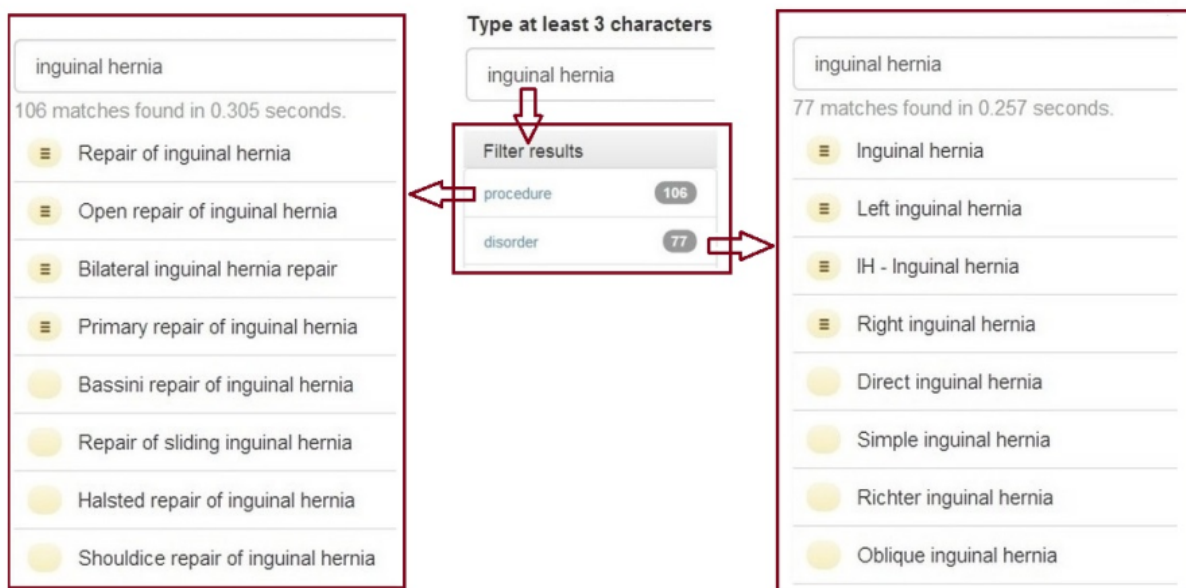 inguinal hernia
106 matches found in 0.305 seconds.
Repair of inguinal hernia
Open repair of inguinal hernia
Bilateral inguinal hernia repair
Primary repair of inguinal hernia
Bassini repair of inguinal hernia
Repair of sliding inguinal hernia
Halsted repair of inguinal hernia
Shouldice repair of inguinal hernia
Type at least 3 characters
inguinal hernia
Filter results
procedure 106
disorder 77
inguinal hernia
77 matches found in 0.257 seconds.
Inguinal hernia
Left inguinal hernia
IH - Inguinal hernia
Right inguinal hernia
Direct inguinal hernia
Simple inguinal hernia
Richter inguinal hernia
Oblique inguinal hernia